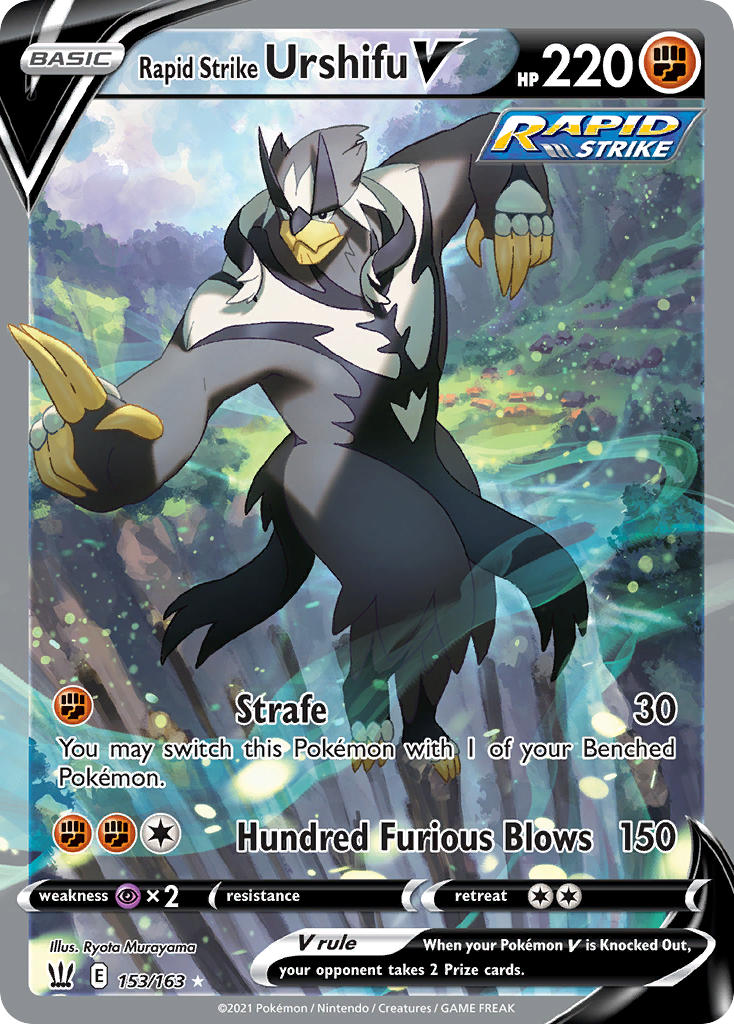 BASIC
Rapid Strike Urshifu V HP 220
RAPID
STRIKE
Strafe 30
You may switch this Pokémon with 1 of your Benched
Pokémon.
Hundred Furious Blows 150
weakness ×2 resistance retreat
Illus. Ryota Murayama
V rule When your Pokémon V is Knocked Out,
your opponent takes 2 Prize cards.
E 153/163
©2021 Pokémon / Nintendo / Creatures / GAME FREAK